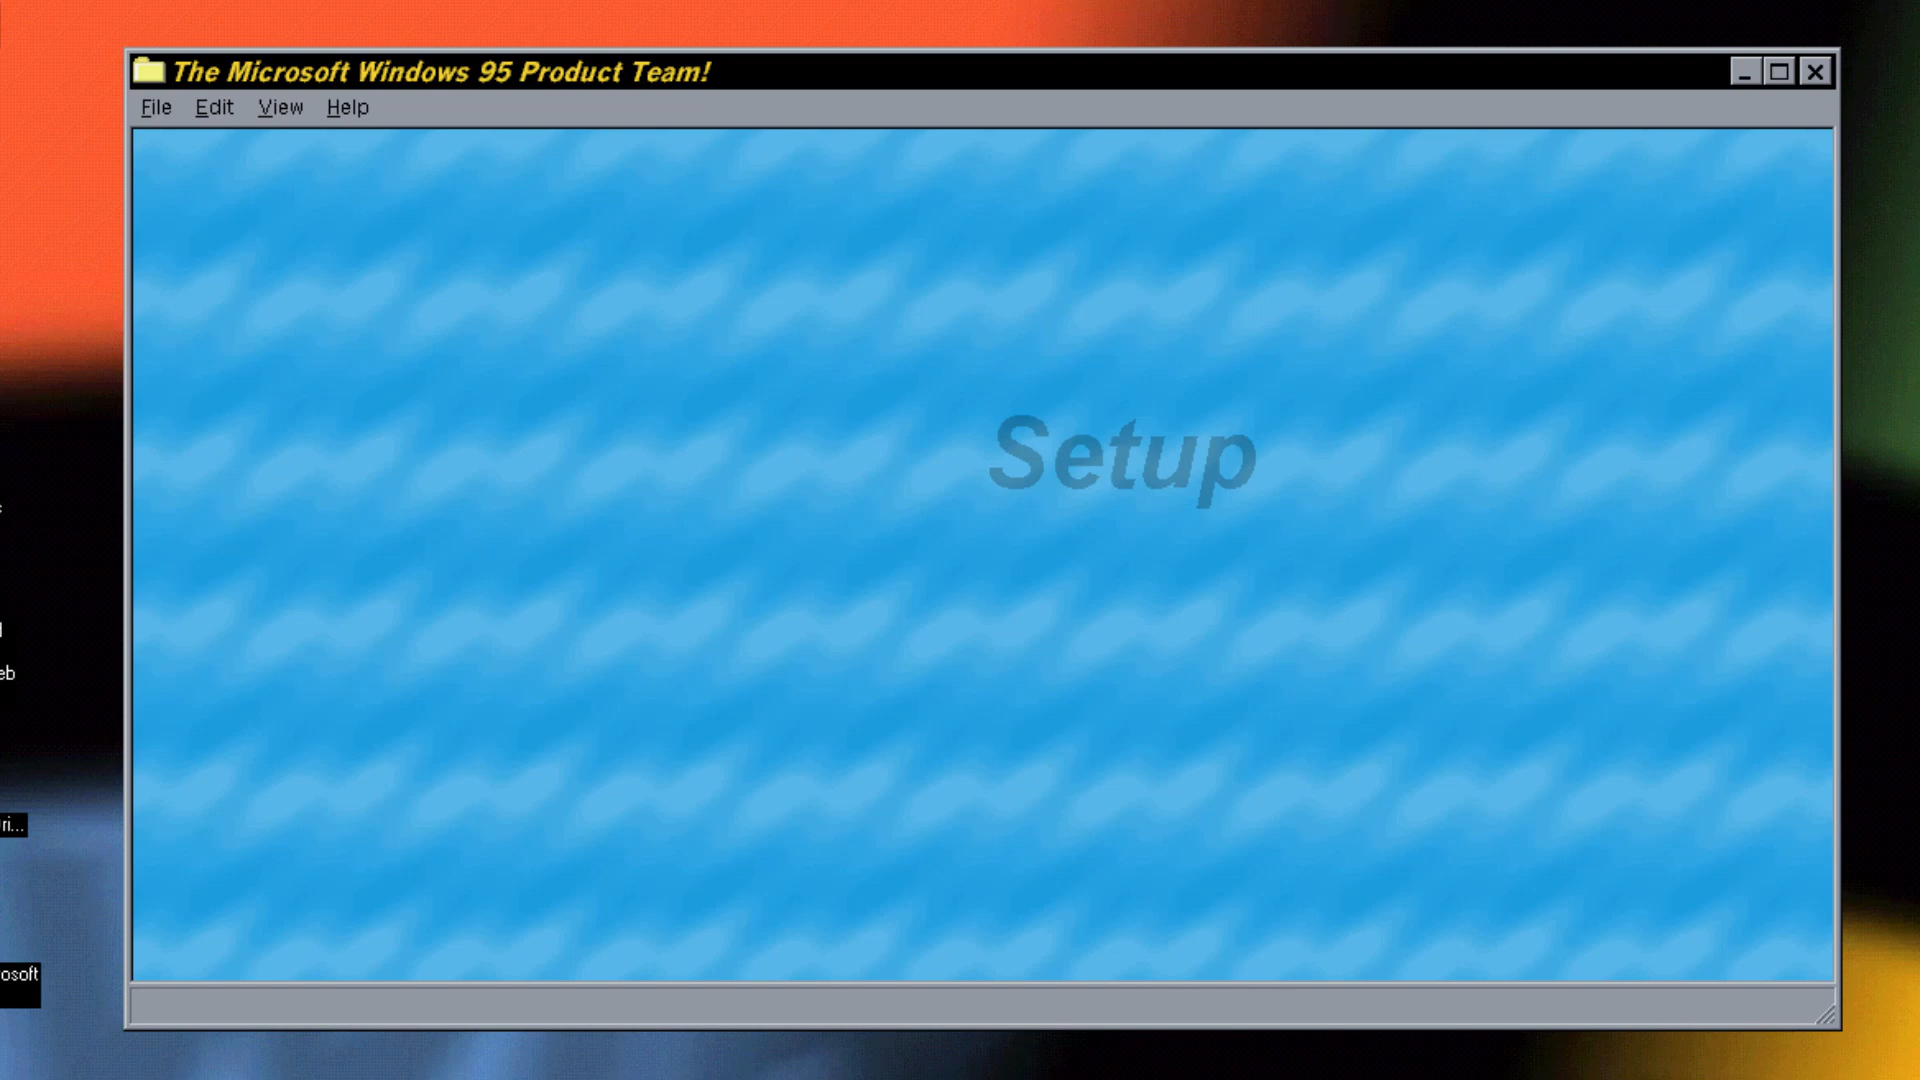 The Microsoft Windows 95 Product Team!
File Edit View Help
Setup
eb
ri...
osoft